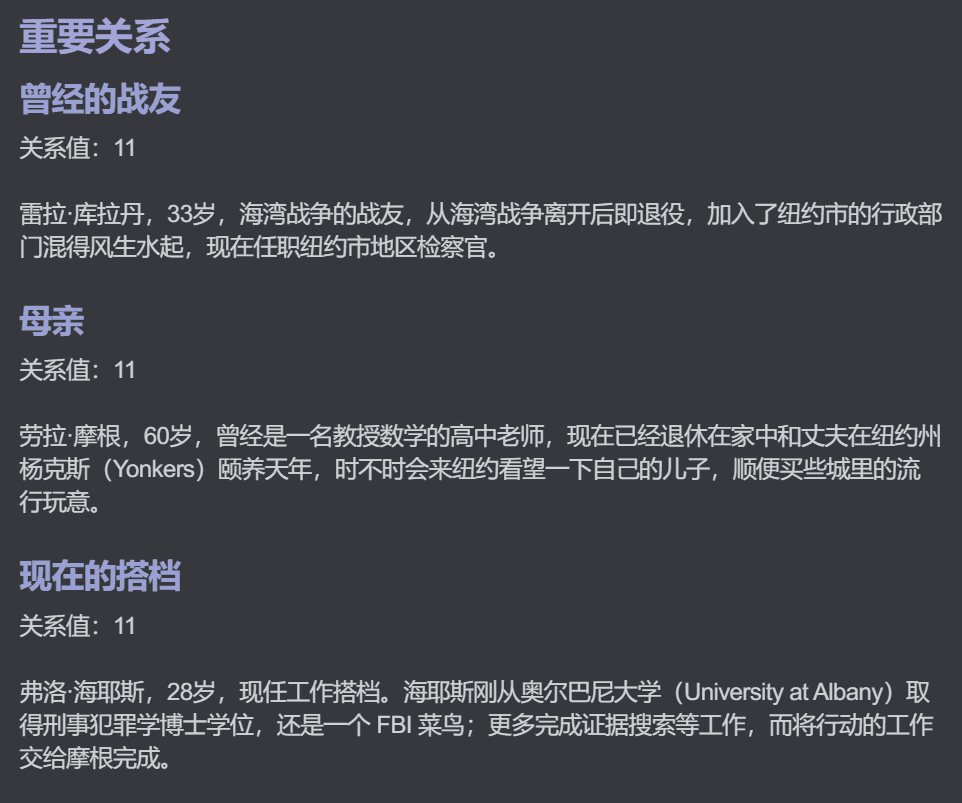 重要关系
曾经的战友
关系值：11
雷拉·库拉丹，33岁，海湾战争的战友，从海湾战争离开后即退役，加入了纽约市的行政部
门混得风生水起，现在任职纽约市地区检察官。
母亲
关系值：11
劳拉·摩根，60岁，曾经是一名教授数学的高中老师，现在已经退休在家中和丈夫在纽约州
杨克斯（Yonkers）颐养天年，时不时会来纽约看望一下自己的儿子，顺便买些城里的流
行玩意。
现在的搭档
关系值：11
弗洛·海耶斯，28岁，现任工作搭档。海耶斯刚从奥尔巴尼大学（University at Albany）取
得刑事犯罪学博士学位，还是一个 FBI 菜鸟；更多完成证据搜索等工作，而将行动的工作
交给摩根完成。